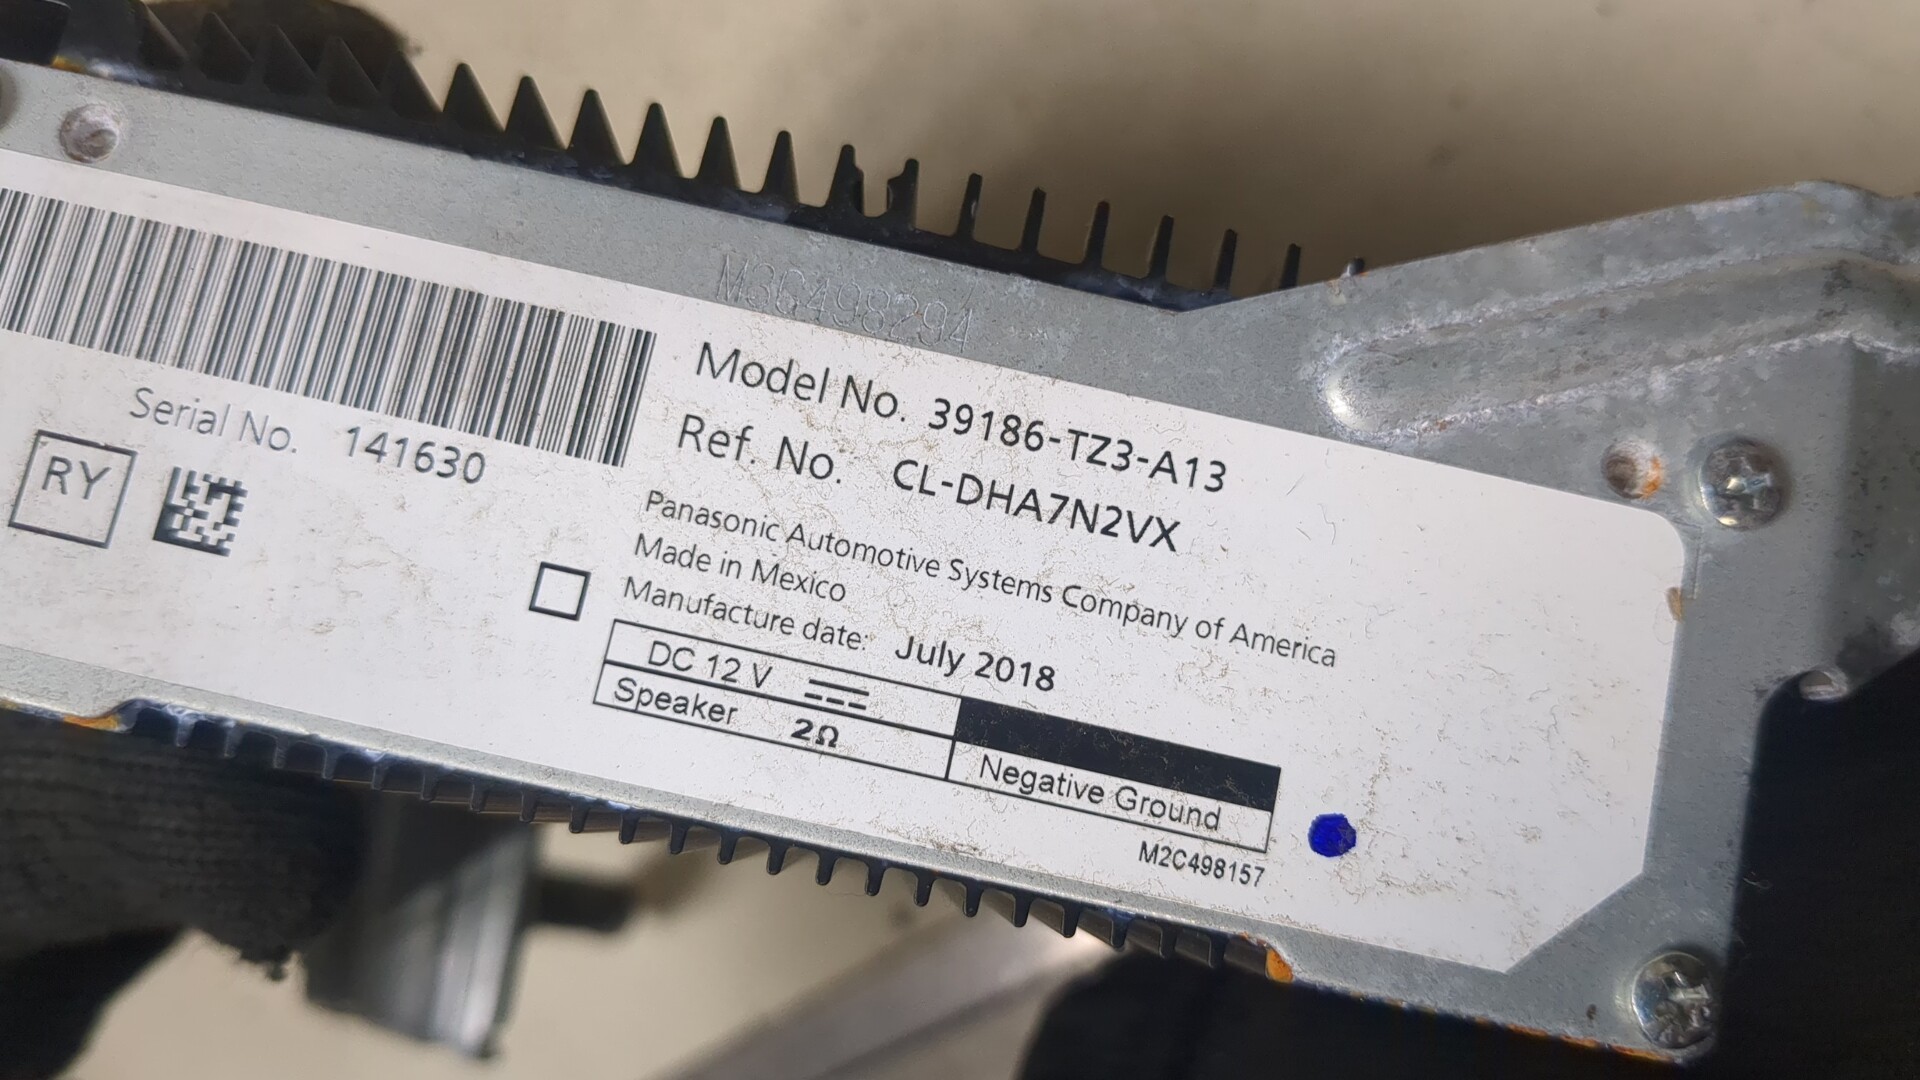 M3C498294
Model No. 39186-TZ3-A13
Ref. No. CL-DHA7N2VX
Serial No. 141630
RY
Panasonic Automotive Systems Company of America
Made in Mexico
Manufacture date: July 2018
DC 12 V
Speaker 2Ω
Negative Ground
M2C498157